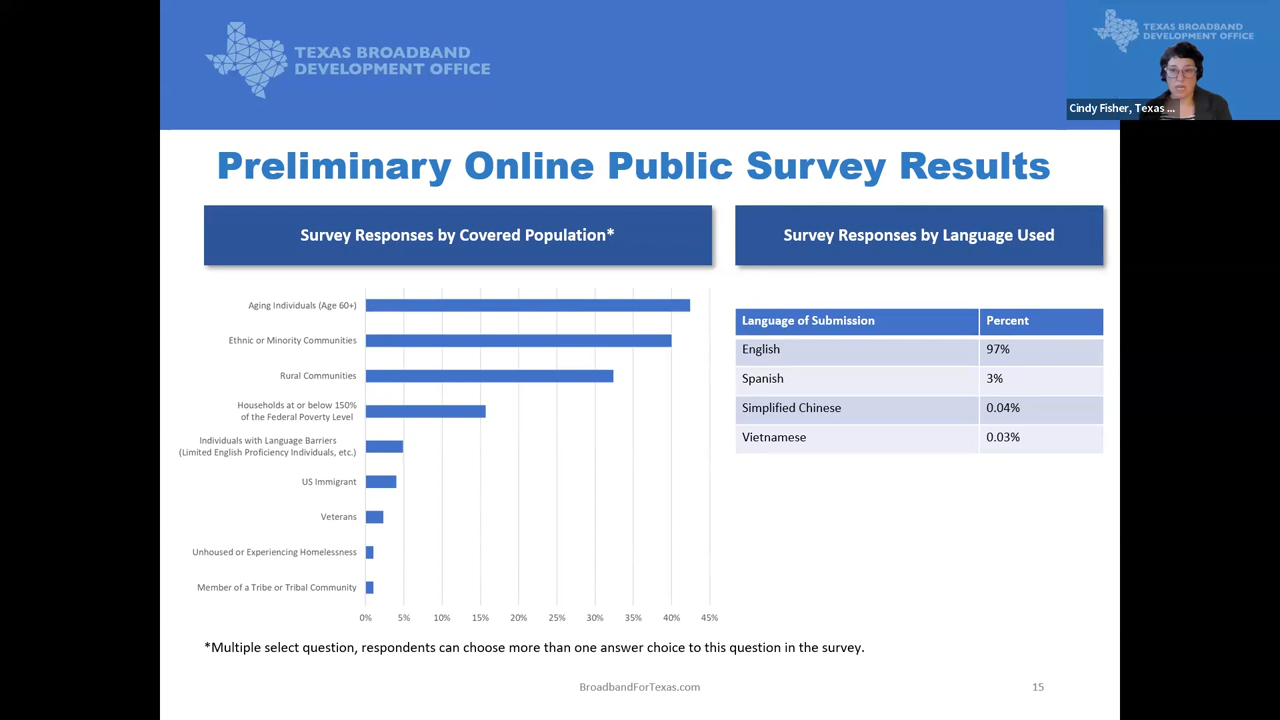 TEXAS BROADBAND
DEVELOPMENT OFFICE
TEXAS BROADBAND
DEVELOPMENT OFFICE
Cindy Fisher, Texas ...
Preliminary Online Public Survey Results
Survey Responses by Covered Population*
Aging Individuals (Age 60+)
Ethnic or Minority Communities
Rural Communities
Households at or below 150%
of the Federal Poverty Level
Individuals with Language Barriers
(Limited English Proficiency Individuals, etc.)
US Immigrant
Veterans
Unhoused or Experiencing Homelessness
Member of a Tribe or Tribal Community
0% 5% 10% 15% 20% 25% 30% 35% 40% 45%
Survey Responses by Language Used
Language of Submission Percent
English 97%
Spanish 3%
Simplified Chinese 0.04%
Vietnamese 0.03%
*Multiple select question, respondents can choose more than one answer choice to this question in the survey.
BroadbandForTexas.com
15